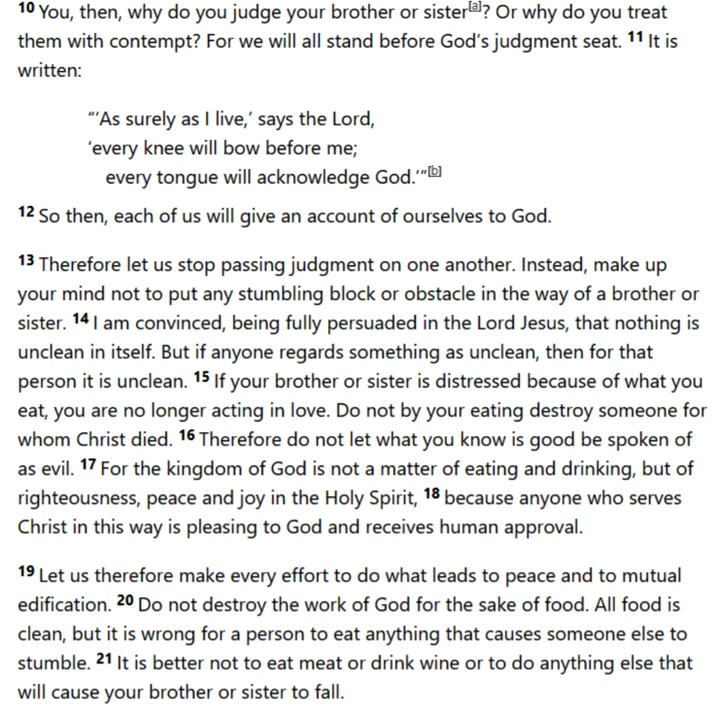 10 You, then, why do you judge your brother or sister[a]? Or why do you treat
them with contempt? For we will all stand before God's judgment seat. 11 It is
written:
“‘As surely as I live,’ says the Lord,
‘every knee will bow before me;
every tongue will acknowledge God.’”[b]
12 So then, each of us will give an account of ourselves to God.
13 Therefore let us stop passing judgment on one another. Instead, make up
your mind not to put any stumbling block or obstacle in the way of a brother or
sister. 14 I am convinced, being fully persuaded in the Lord Jesus, that nothing is
unclean in itself. But if anyone regards something as unclean, then for that
person it is unclean. 15 If your brother or sister is distressed because of what you
eat, you are no longer acting in love. Do not by your eating destroy someone for
whom Christ died. 16 Therefore do not let what you know is good be spoken of
as evil. 17 For the kingdom of God is not a matter of eating and drinking, but of
righteousness, peace and joy in the Holy Spirit, 18 because anyone who serves
Christ in this way is pleasing to God and receives human approval.
19 Let us therefore make every effort to do what leads to peace and to mutual
edification. 20 Do not destroy the work of God for the sake of food. All food is
clean, but it is wrong for a person to eat anything that causes someone else to
stumble. 21 It is better not to eat meat or drink wine or to do anything else that
will cause your brother or sister to fall.